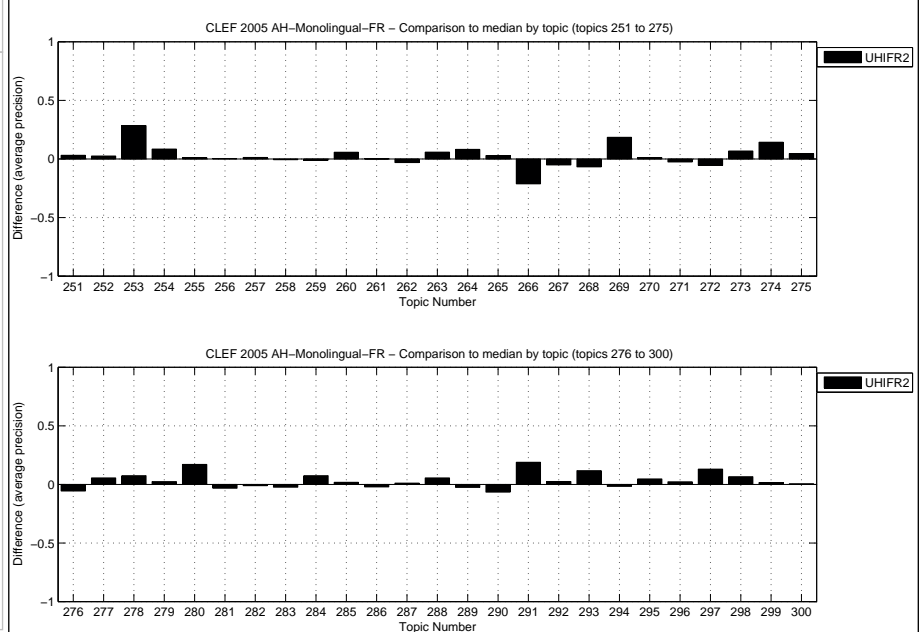 CLEF 2005 AH−Monolingual−FR − Comparison to median by topic (topics 251 to 275)
1
0.5
0
−0.5
−1
Difference (average precision)
251 252 253 254 255 256 257 258 259 260 261 262 263 264 265 266 267 268 269 270 271 272 273 274 275
Topic Number
UHIFR2
CLEF 2005 AH−Monolingual−FR − Comparison to median by topic (topics 276 to 300)
1
0.5
0
−0.5
−1
Difference (average precision)
276 277 278 279 280 281 282 283 284 285 286 287 288 289 290 291 292 293 294 295 296 297 298 299 300
Topic Number
UHIFR2